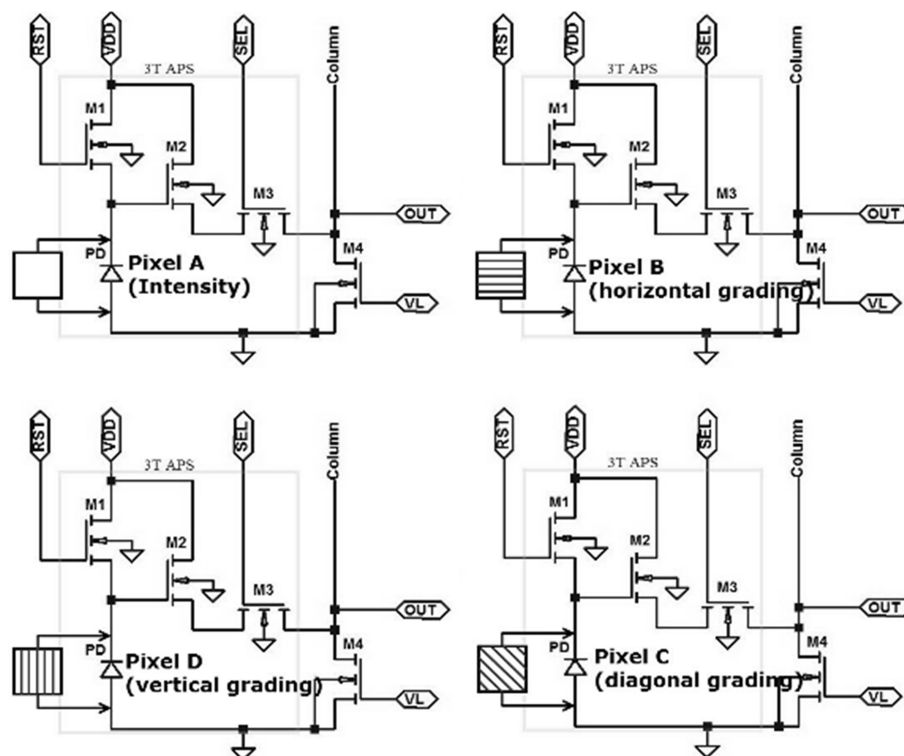 RST
VDD
SEL
Column
3T APS
M1
M2
M3
OUT
M4
PD
Pixel A
(Intensity)
VL
RST
VDD
SEL
Column
3T APS
M1
M2
M3
OUT
M4
PD
Pixel B
(horizontal grading)
VL
RST
VDD
SEL
Column
3T APS
M1
M2
M3
OUT
M4
PD
Pixel D
(vertical grading)
VL
RST
VDD
SEL
Column
3T APS
M1
M2
M3
OUT
M4
PD
Pixel C
(diagonal grading)
VL